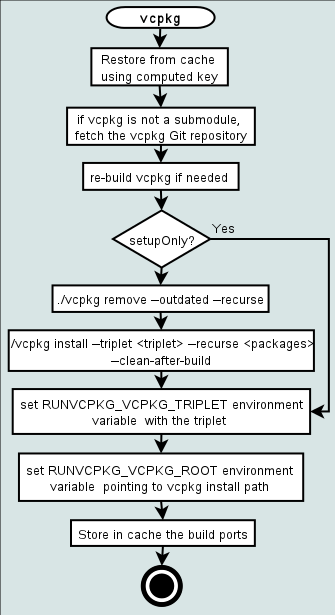 vcpkg
Restore from cache
using computed key
if vcpkg is not a submodule,
fetch the vcpkg Git repository
re-build vcpkg if needed
setupOnly?
Yes
./vcpkg remove –outdated –recurse
/vcpkg install –triplet <triplet> –recurse <packages>
–clean-after-build
set RUNVCPKG_VCPKG_TRIPLET environment
variable with the triplet
set RUNVCPKG_VCPKG_ROOT environment
variable pointing to vcpkg install path
Store in cache the build ports